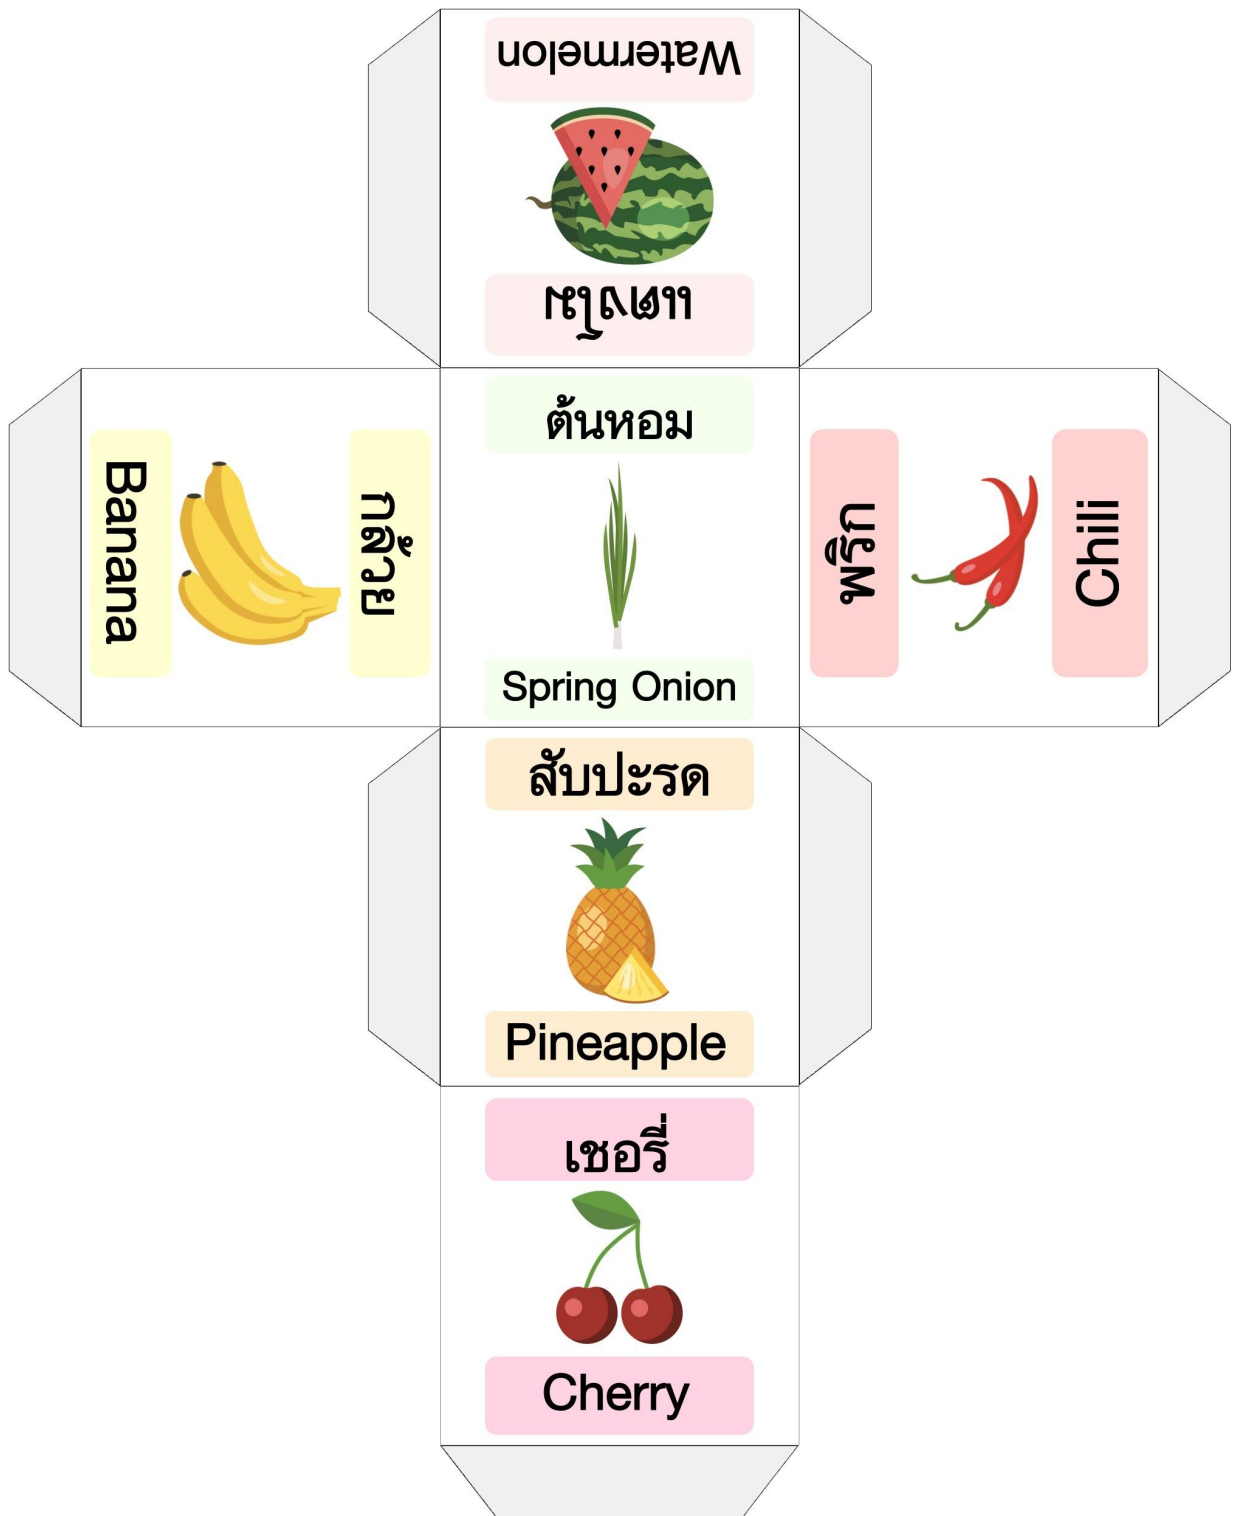 Watermelon
แตงโม
Banana
กล้วย
ต้นหอม
Spring Onion
พริก
Chili
สับปะรด
Pineapple
เชอรี่
Cherry